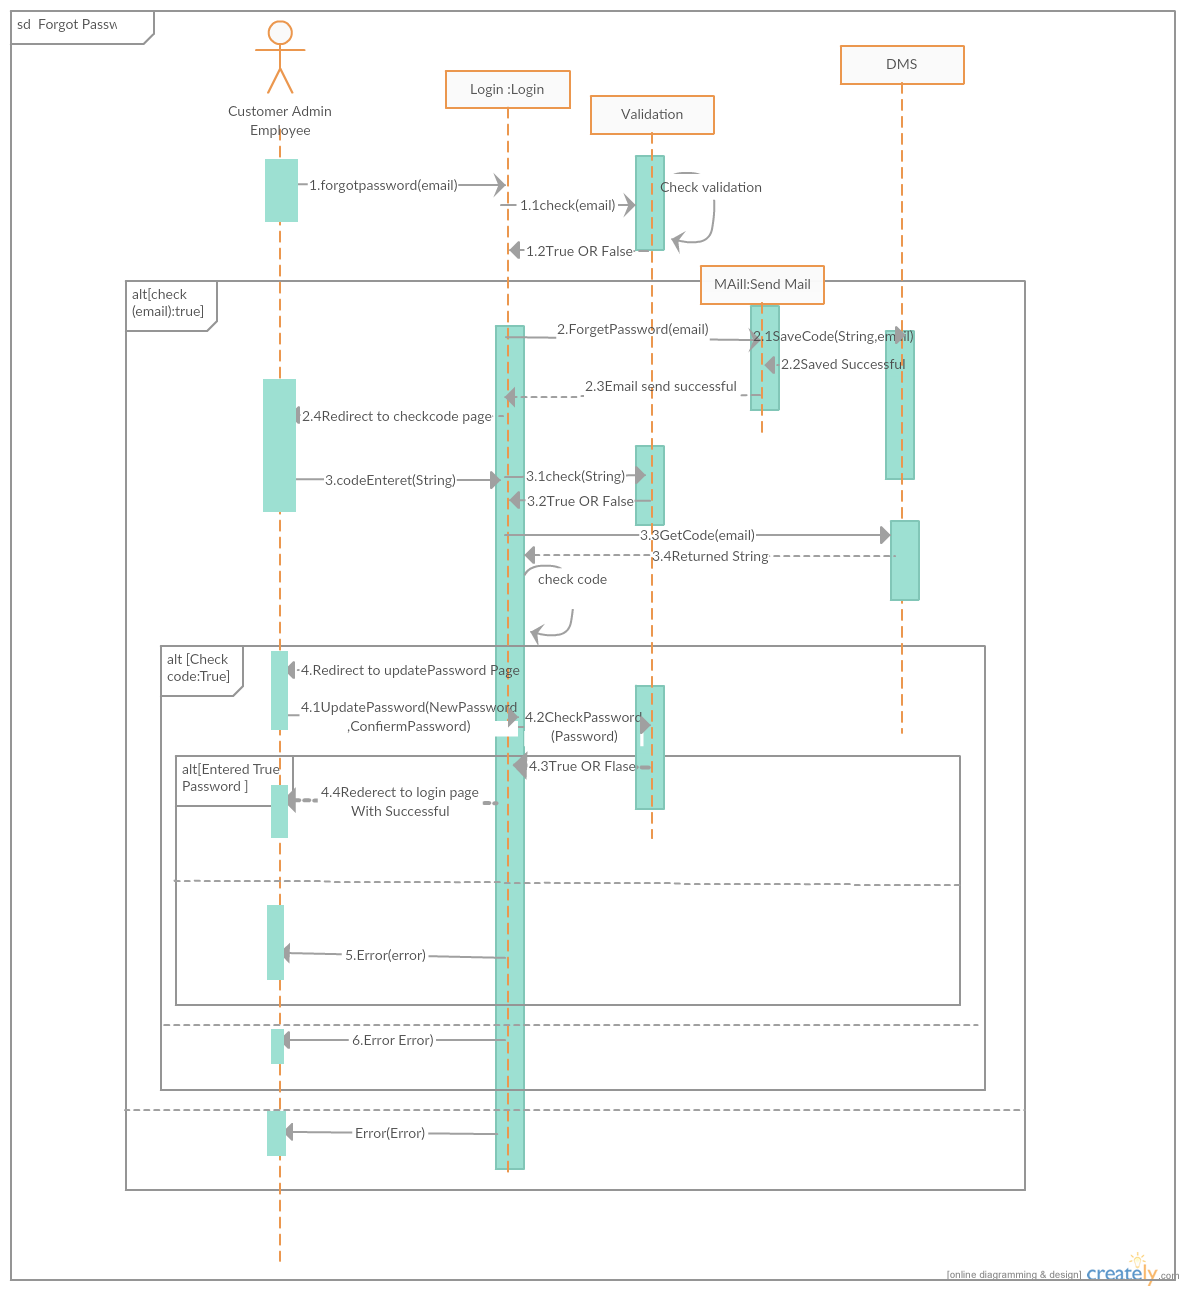 sd Forgot Passw
DMS
Login :Login
Customer Admin
Employee
Validation
1.forgotpassword(email)
Check validation
1.1check(email)
1.2True OR False
MAill:Send Mail
alt[check
(email):true]
2.ForgetPassword(email)
2.1SaveCode(String,email)
2.2Saved Successful
2.3Email send successful
2.4Redirect to checkcode page
3.codeEnteret(String)
3.1check(String)
3.2True OR False
3.3GetCode(email)
3.4Returned String
check code
alt [Check
code:True]
4.Redirect to updatePassword Page
4.1UpdatePassword(NewPassword
,ConfiermPassword)
4.2CheckPassword
(Password)
4.3True OR Flase
alt[Entered True
Password ]
4.4Rederect to login page
With Successful
5.Error(error)
6.Error Error)
Error(Error)
[online diagramming & design] creately.com